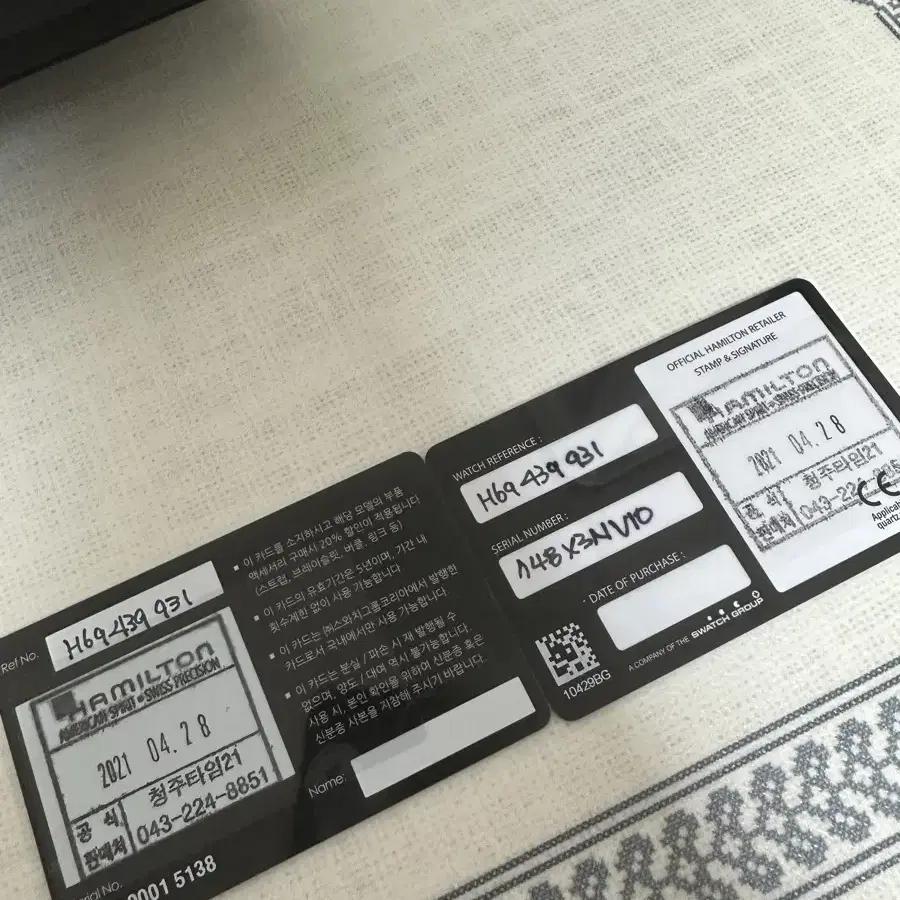 Ref No.
H69439 931
HAMILTON
AMERICAN SPIRIT • SWISS PRECISION
2021 04. 28
공 식
판매처
청주타임21
043-224-8851
Serial No.
0001 5138
■ 이 카드를 소지하시고 해당 모델의 부품
액세서리 구매시 20% 할인이 적용됩니다
(스트랩, 브레이슬릿, 버클, 링크 등)
■ 이 카드의 유효기간은 5년이며, 기간 내
횟수제한 없이 사용 가능합니다
■ 이 카드는 ㈜스와치그룹코리아에서 발행한
카드로서 국내에서만 사용 가능합니다.
■ 이 카드는 분실 / 파손 시 재 발행될 수
없으며, 양도 / 대여 역시 불가능합니다.
사용 시, 본인 확인을 위하여 신분증 혹은
신분증 사본을 지참해 주시기 바랍니다.
Name:
WATCH REFERENCE :
H69439 931
SERIAL NUMBER :
DATE OF PURCHASE :
10429BG
A COMPANY OF THE SWATCH GROUP
OFFICIAL HAMILTON RETAILER
STAMP & SIGNATURE
HAMILTON
AMERICAN SPIRIT • SWISS PRECISION
2021 04. 28
공 식
판매처
청주타임21
CE
quartz